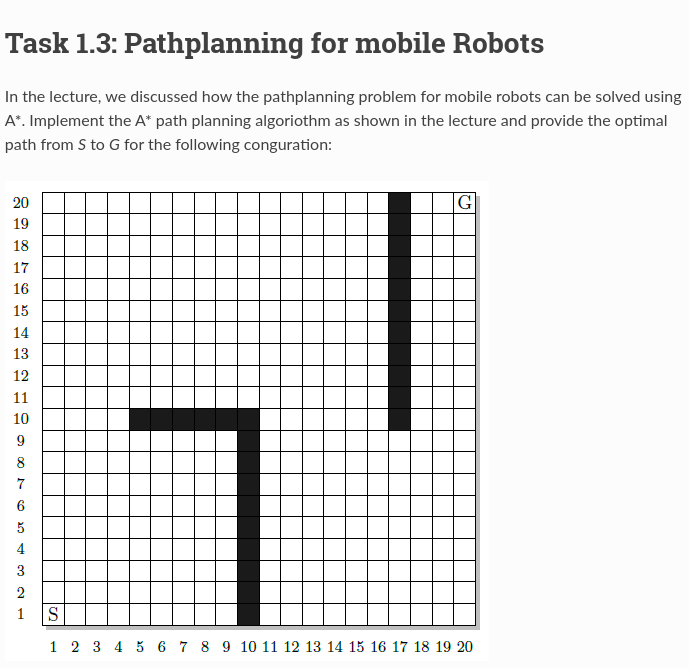 Task 1.3: Pathplanning for mobile Robots
In the lecture, we discussed how the pathplanning problem for mobile robots can be solved using
A*. Implement the A* path planning algoriothm as shown in the lecture and provide the optimal
path from S to G for the following conguration:
20 G
19
18
17
16
15
14
13
12
11
10
9
8
7
6
5
4
3
2
1 S
1 2 3 4 5 6 7 8 9 10 11 12 13 14 15 16 17 18 19 20